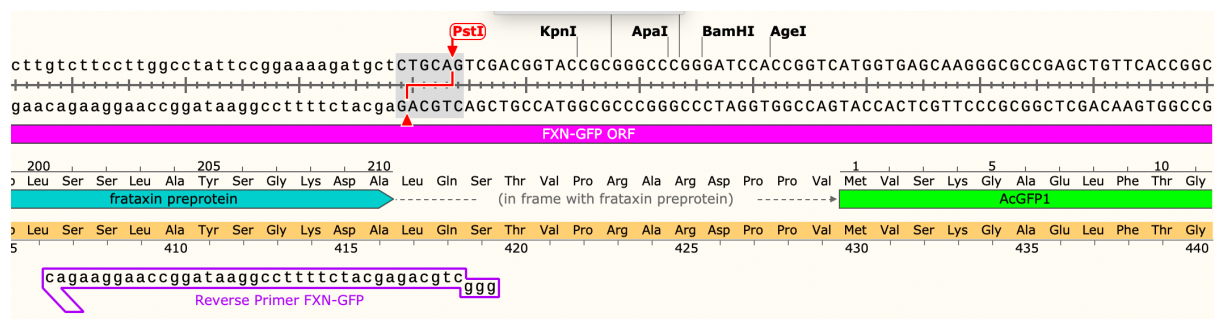 PstI KpnI ApaI BamHI AgeI
cttgtcttccttggcctattccggaaaagatgctCTGCAGTCGACGGTACCGCGGGCCCGGGATCCACCGGTCATGGTGAGCAAGGGCGCCGAGCTGTTCACCGGC
gaacagaaggaaccggataaggccttttctacgaGACGTCAGCTGCCATGGCGCCCGGGCCCTAGGTGGCCAGTACCACTCGTTCCCGCGGCTCGACAAGTGGCCG
FXN-GFP ORF
200 205 210 1 5 10
Leu Ser Ser Leu Ala Tyr Ser Gly Lys Asp Ala Leu Gln Ser Thr Val Pro Arg Ala Arg Asp Pro Pro Val Met Val Ser Lys Gly Ala Glu Leu Phe Thr Gly
frataxin preprotein (in frame with frataxin preprotein) AcGFP1
Leu Ser Ser Leu Ala Tyr Ser Gly Lys Asp Ala Leu Gln Ser Thr Val Pro Arg Ala Arg Asp Pro Pro Val Met Val Ser Lys Gly Ala Glu Leu Phe Thr Gly
5 410 415 420 425 430 435 440
cagaaggaaccggataaggccttttctacgagacgtc
ggg
Reverse Primer FXN-GFP